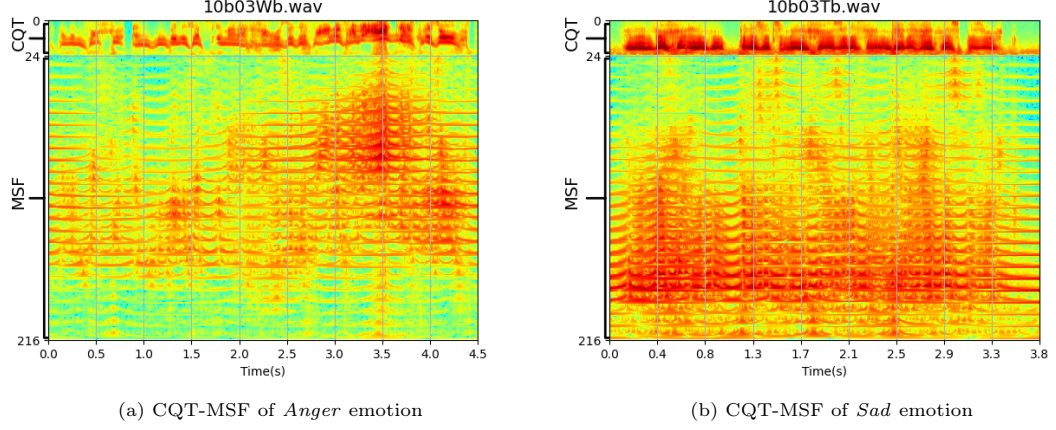 10b03Wb.wav
0
CQT
24
MSF
216
0.0 0.5 1.0 1.5 2.0 2.5 3.0 3.5 4.0 4.5
Time(s)
(a) CQT-MSF of Anger emotion
10b03Tb.wav
0
CQT
24
MSF
216
0.0 0.4 0.8 1.3 1.7 2.1 2.5 2.9 3.3 3.8
Time(s)
(b) CQT-MSF of Sad emotion